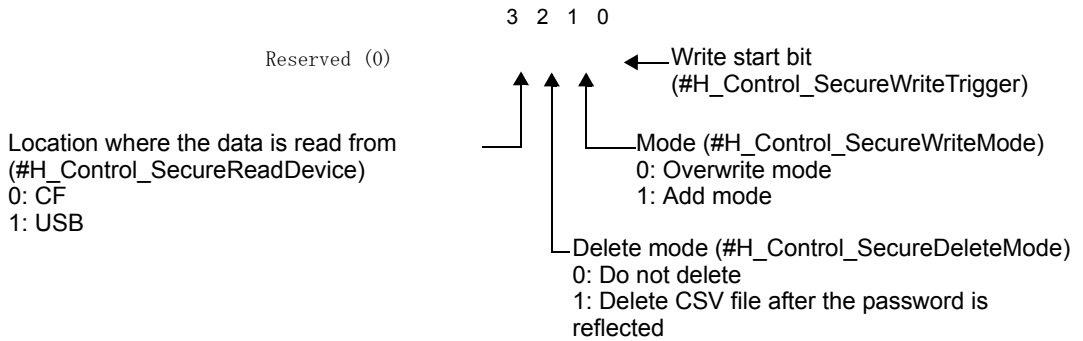 3 2 1 0
Reserved (0)
Write start bit
(#H_Control_SecureWriteTrigger)
Location where the data is read from
(#H_Control_SecureReadDevice)
0: CF
1: USB
Mode (#H_Control_SecureWriteMode)
0: Overwrite mode
1: Add mode
Delete mode (#H_Control_SecureDeleteMode)
0: Do not delete
1: Delete CSV file after the password is
reflected